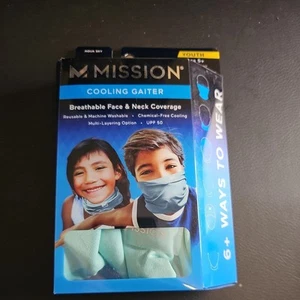 YOUTH
MISSION
COOLING GAITER
Breathable Face & Neck Coverage
Reusable & Machine Washable • Chemical-Free Cooling
Multi-Layering Option • UPF 50
6+ WAYS TO WEAR